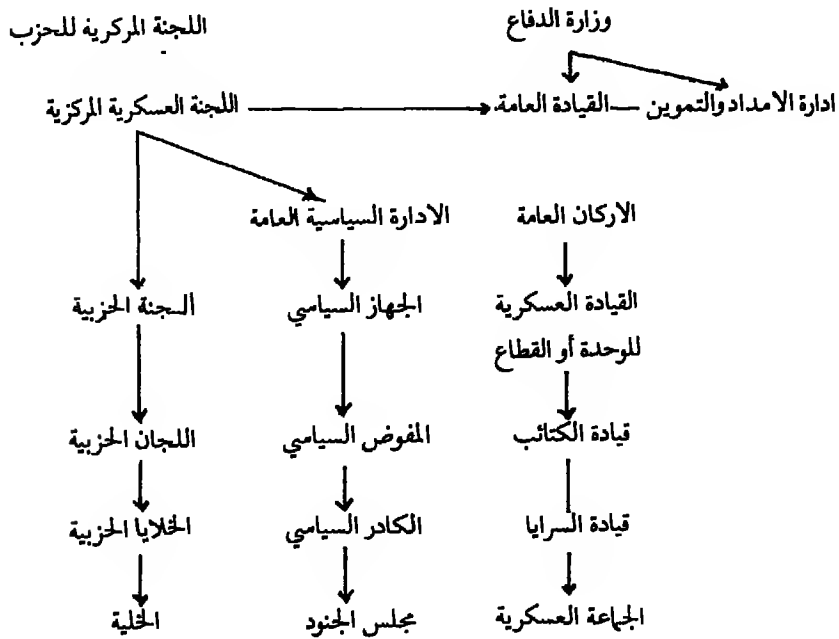 وزارة الدفاع
اللجنة المركرية للحزب
ادارة الامداد والتموين
القيادة العامة
اللجنة العسكرية المركزية
الاركان العامة
الادارة السياسية العامة
القيادة العسكرية
الجهاز السياسي
ألجنة الحزبية
للوحدة أو القطاع
قيادة الكتائب
المفوض السياسي
اللجان الحزبية
قيادة السرايا
الكادر السياسي
الخلايا الحزبية
الجماعة العسكرية
مجلس الجنود
الخلية